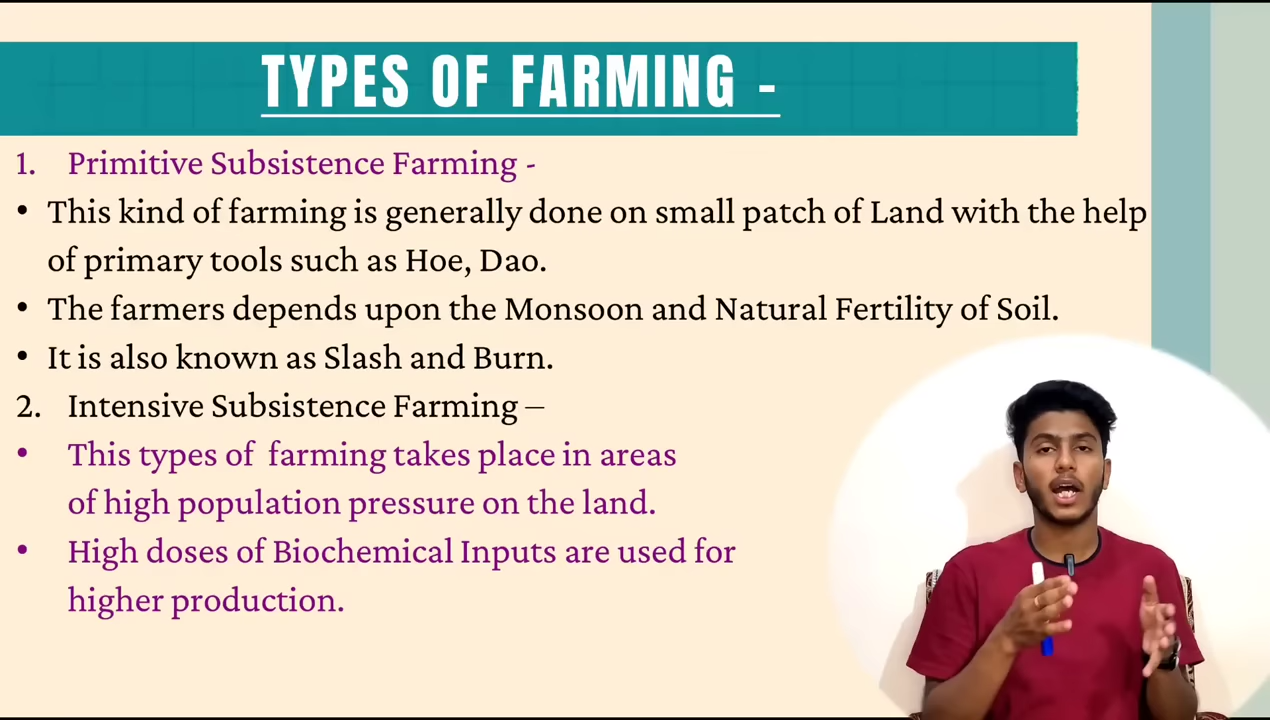 TYPES OF FARMING -
1. Primitive Subsistence Farming -
• This kind of farming is generally done on small patch of Land with the help
of primary tools such as Hoe, Dao.
• The farmers depends upon the Monsoon and Natural Fertility of Soil.
• It is also known as Slash and Burn.
2. Intensive Subsistence Farming –
• This types of farming takes place in areas
of high population pressure on the land.
• High doses of Biochemical Inputs are used for
higher production.